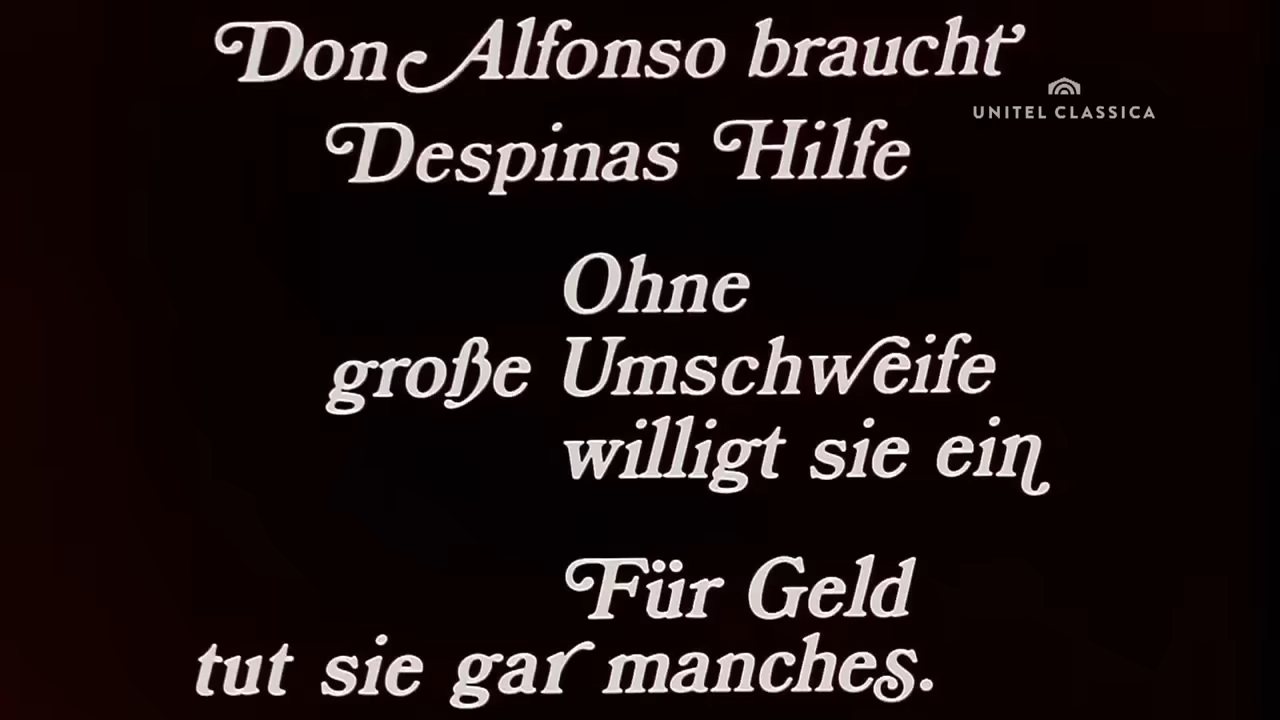 Don Alfonso braucht
UNITEL CLASSICA
Despinas Hilfe
Ohne
große Umschweife
willigt sie ein
Für Geld
tut sie gar manches.